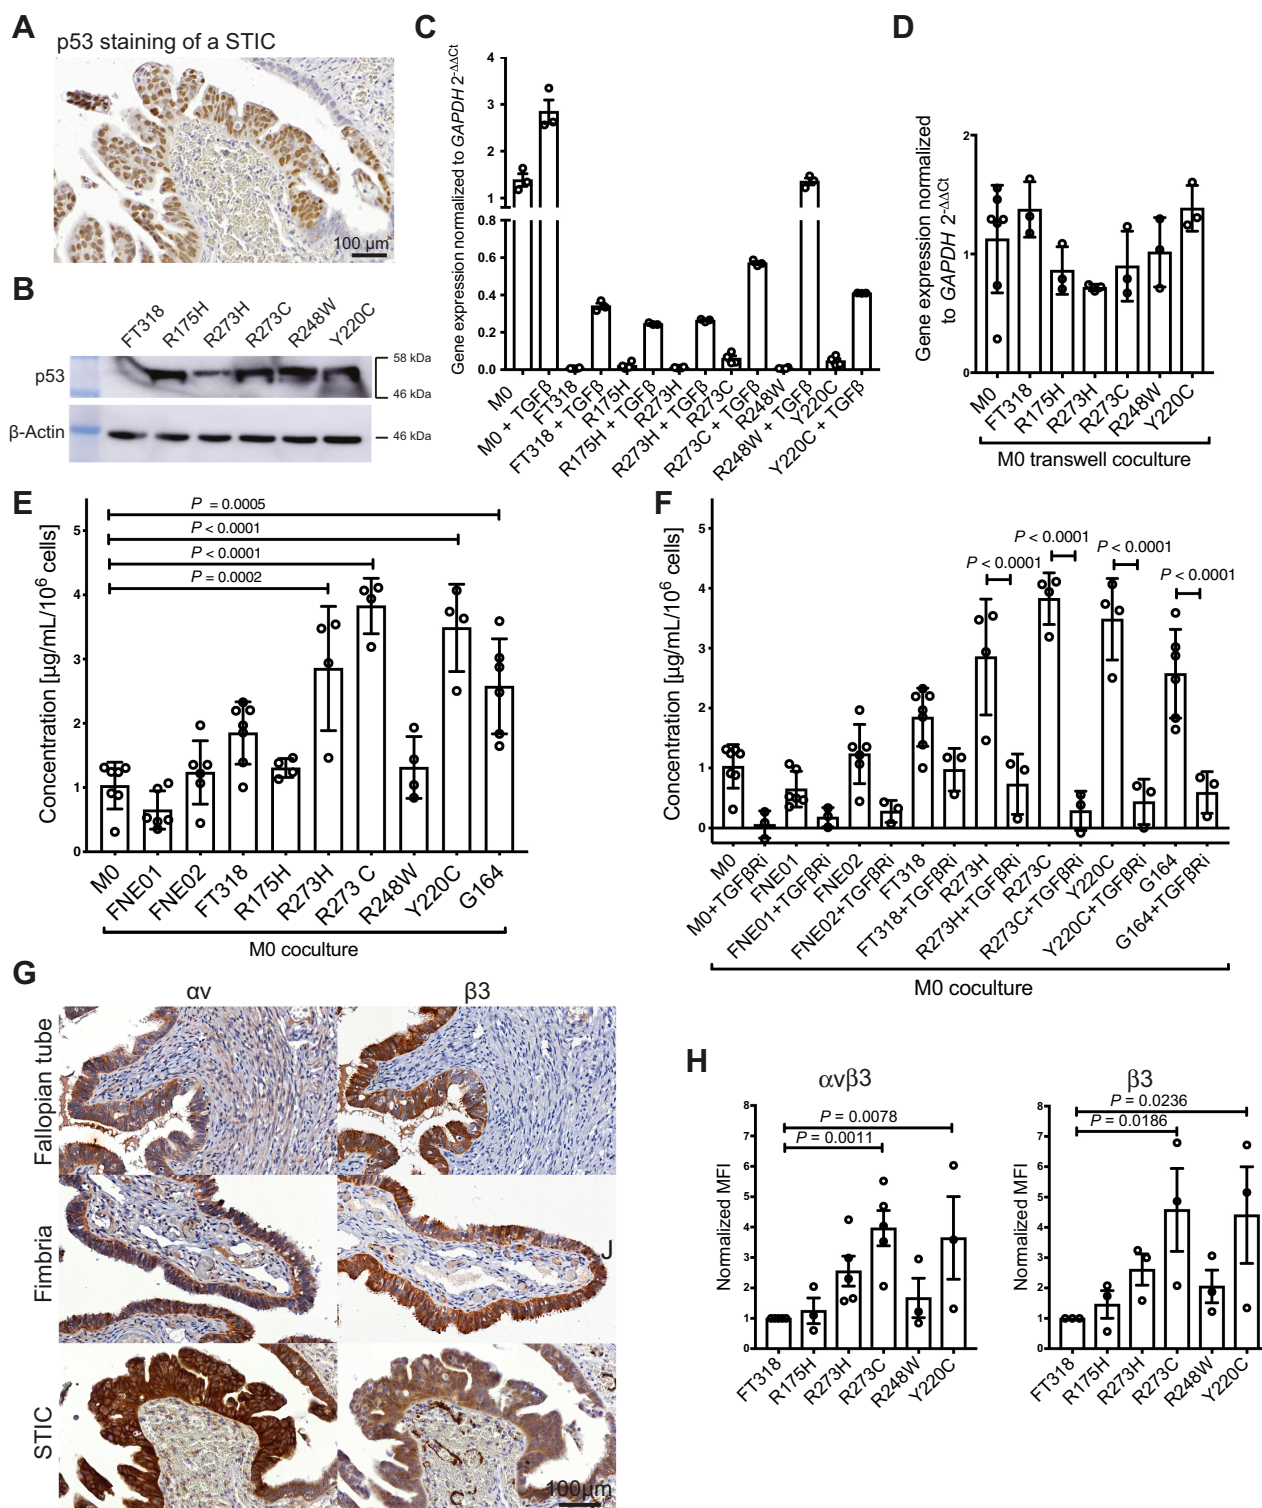 A
p53 staining of a STIC
100 µm
B
FT318
R175H
R273H
R273C
R248W
Y220C
p53
58 kDa
46 kDa
β-Actin
46 kDa
C
Gene expression normalized to GAPDH 2-ΔΔCt
4
3
2
1
0.8
0.6
0.4
0.2
0.0
M0
M0 + TGFβ
FT318
FT318 + TGFβ
R175H
R175H + TGFβ
R273H
R273H + TGFβ
R273C
R273C + TGFβ
R248W
R248W + TGFβ
Y220C
Y220C + TGFβ
D
Gene expression normalized
to GAPDH 2-ΔΔCt
2
1
0
M0
FT318
R175H
R273H
R273C
R248W
Y220C
M0 transwell coculture
E
Concentration [µg/mL/10⁶ cells]
5
4
3
2
1
0
P = 0.0005
P < 0.0001
P < 0.0001
P = 0.0002
M0
FNE01
FNE02
FT318
R175H
R273H
R273 C
R248W
Y220C
G164
M0 coculture
F
Concentration [µg/mL/10⁶ cells]
5
4
3
2
1
0
P < 0.0001
P < 0.0001
P < 0.0001
P < 0.0001
M0
M0+TGFβRi
FNE01
FNE01+TGFβRi
FNE02
FNE02+TGFβRi
FT318
FT318+TGFβRi
R273H
R273H+TGFβRi
R273C
R273C+TGFβRi
Y220C
Y220C+TGFβRi
G164
G164+TGFβRi
M0 coculture
G
αv
β3
Fallopian tube
Fimbria
J
STIC
100µm
H
αvβ3
Normalized MFI
8
7
6
5
4
3
2
1
0
P = 0.0078
P = 0.0011
FT318
R175H
R273H
R273C
R248W
Y220C
β3
Normalized MFI
8
7
6
5
4
3
2
1
0
P = 0.0236
P = 0.0186
FT318
R175H
R273H
R273C
R248W
Y220C